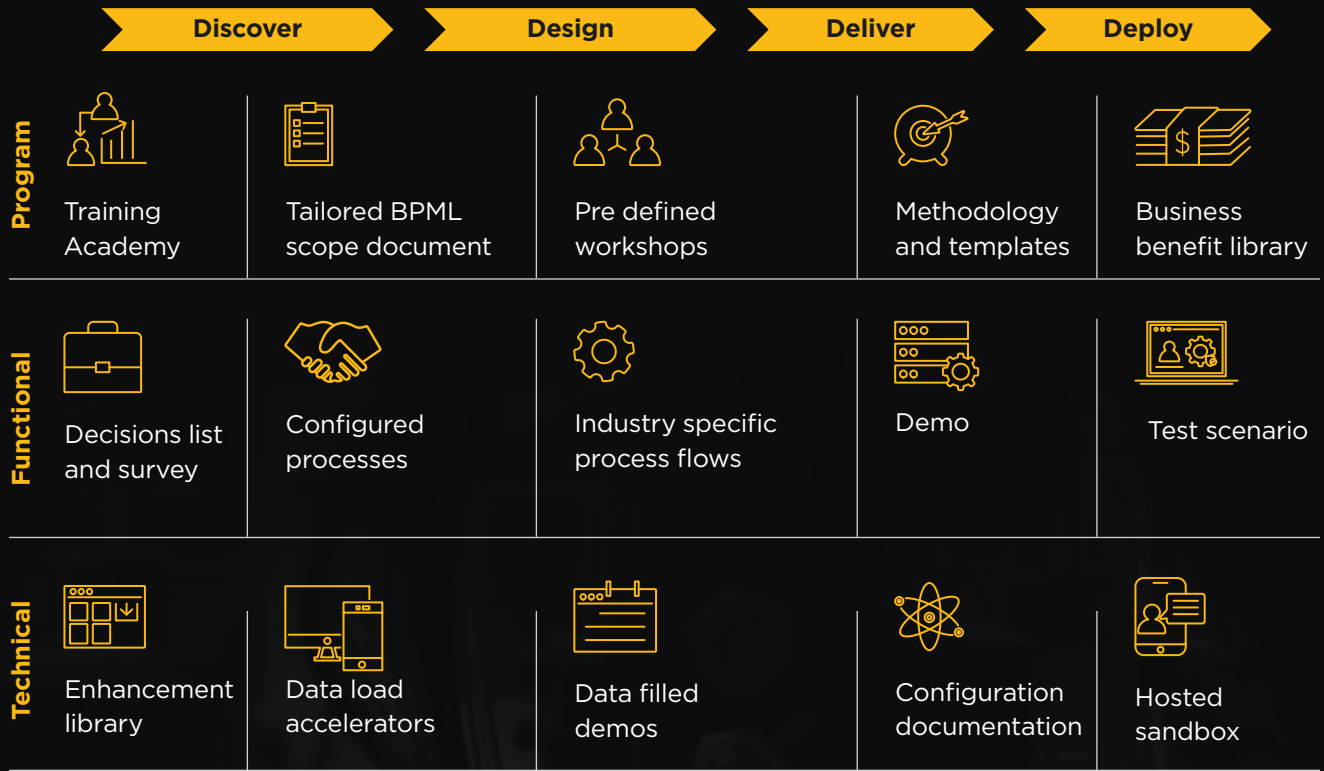 Discover
Design
Deliver
Deploy
Program
Training
Academy
Tailored BPML
scope document
Pre defined
workshops
Methodology
and templates
$
Business
benefit library
Functional
Decisions list
and survey
Configured
processes
Industry specific
process flows
Demo
Test scenario
Technical
Enhancement
library
Data load
accelerators
Data filled
demos
Configuration
documentation
Hosted
sandbox